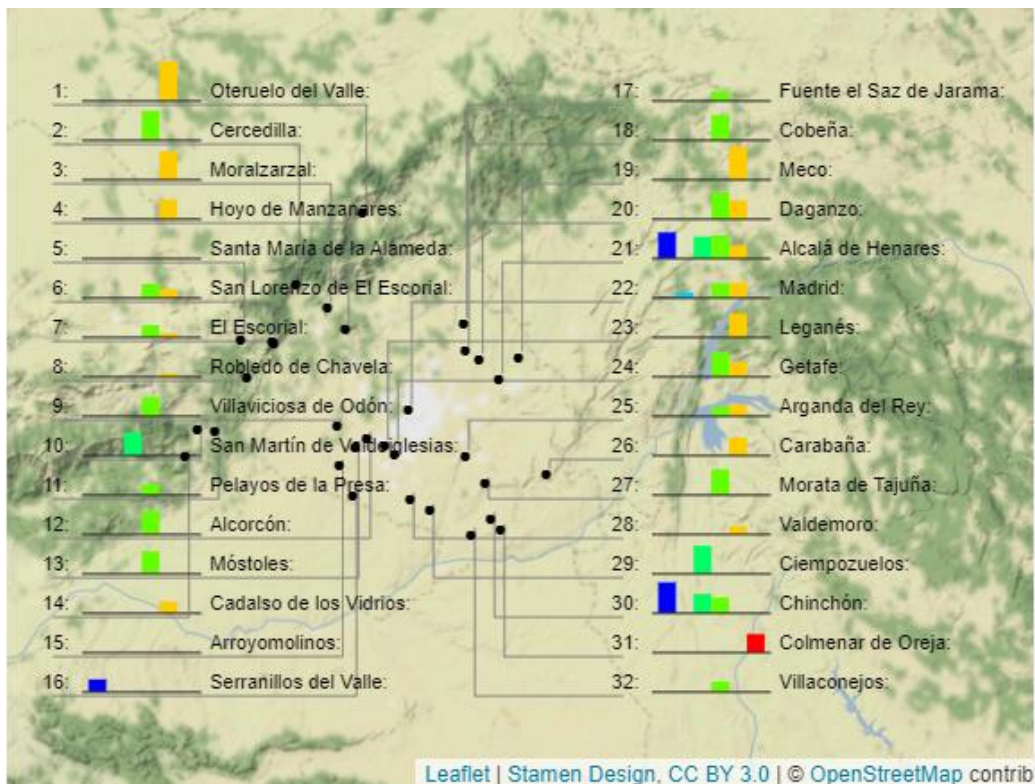 1: Oteruelo del Valle:
2: Cercedilla:
3: Moralzarzal:
4: Hoyo de Manzanares:
5: Santa María de la Alameda:
6: San Lorenzo de El Escorial:
7: El Escorial:
8: Robledo de Chavela:
9: Villaviciosa de Odón:
10: San Martín de Valdeiglesias:
11: Pelayos de la Presa:
12: Alcorcón:
13: Móstoles:
14: Cadalso de los Vidrios:
15: Arroyomolinos:
16: Serranillos del Valle:
17: Fuente el Saz de Jarama:
18: Cobeña:
19: Meco:
20: Daganzo:
21: Alcalá de Henares:
22: Madrid:
23: Leganés:
24: Getafe:
25: Arganda del Rey:
26: Carabaña:
27: Morata de Tajuña:
28: Valdemoro:
29: Ciempozuelos:
30: Chinchón:
31: Colmenar de Oreja:
32: Villaconejos:
Leaflet | Stamen Design, CC BY 3.0 | © OpenStreetMap contrib